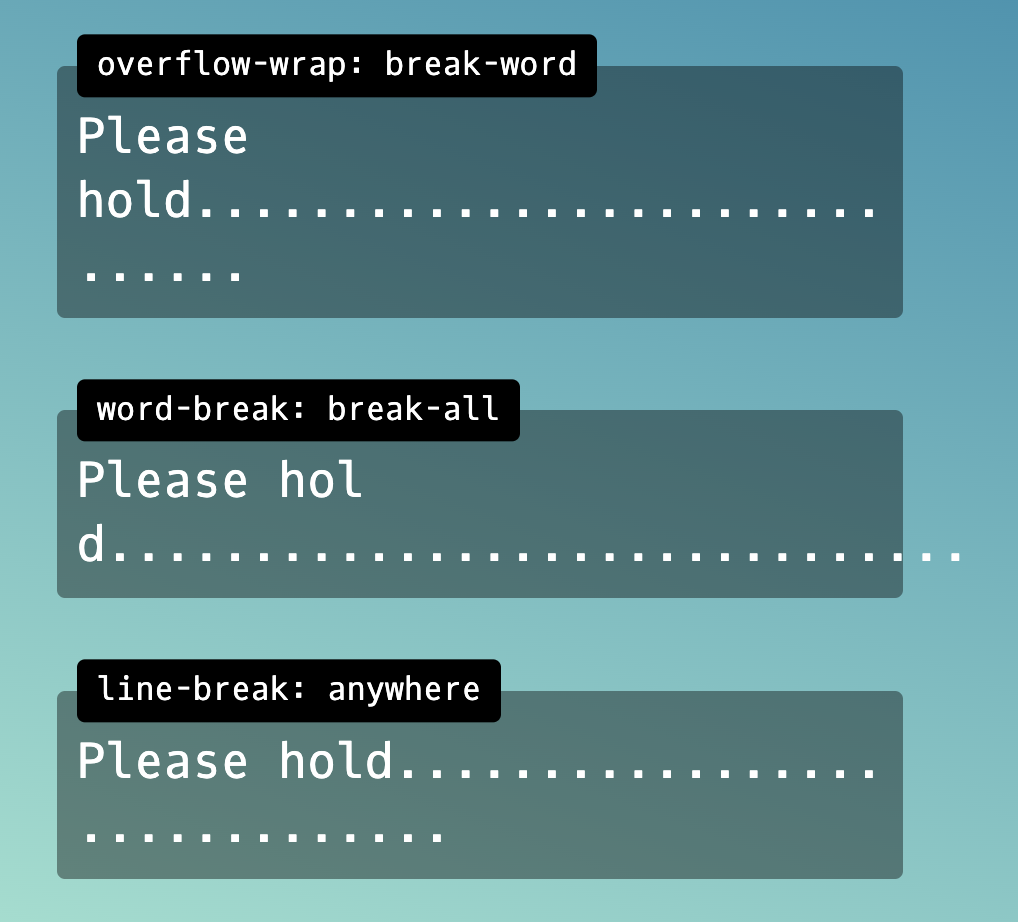 overflow-wrap: break-word
Please
hold........................
......
word-break: break-all
Please hol
d..............................
line-break: anywhere
Please hold.................
.............